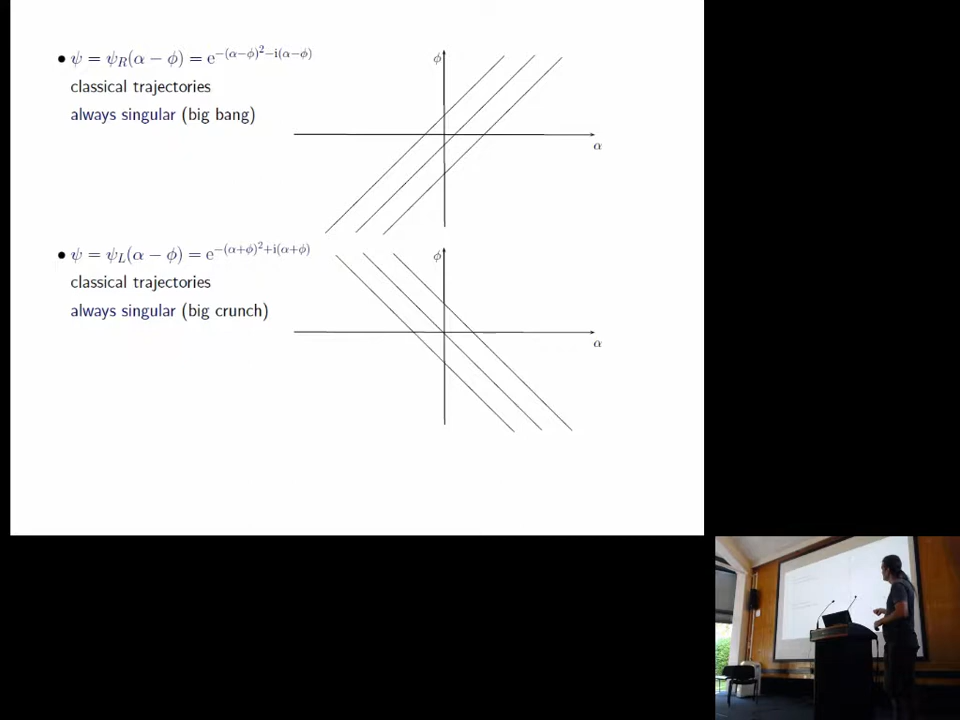 • ψ = ψ_R(α − ϕ) = e^{−(α−ϕ)²−i(α−ϕ)}
classical trajectories
always singular (big bang)
ϕ
α
• ψ = ψ_L(α − ϕ) = e^{−(α+ϕ)²+i(α+ϕ)}
classical trajectories
always singular (big crunch)
ϕ
α